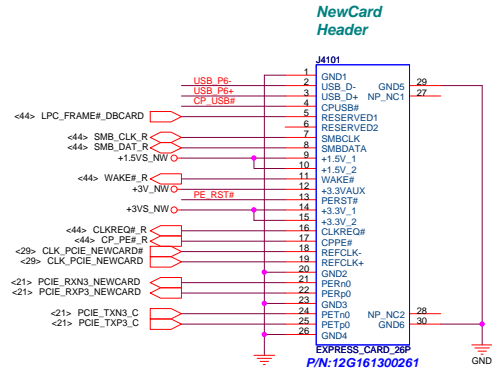 NewCard
Header
J4101
1 GND1
USB_P6- 2 USB_D- GND5 29
USB_P6+ 3 USB_D+ NP_NC1 27
CP_USB# 4 CPUSB#
<44> LPC_FRAME#_DBCARD 5 RESERVED1
6 RESERVED2
<44> SMB_CLK_R 7 SMBCLK
<44> SMB_DAT_R 8 SMBDATA
+1.5VS_NW 9 +1.5V_1
10 +1.5V_2
<44> WAKE#_R 11 WAKE#
+3V_NW 12 +3.3VAUX
PE_RST# 13 PERST#
+3VS_NW 14 +3.3V_1
15 +3.3V_2
<44> CLKREQ#_R 16 CLKREQ#
<44> CP_PE#_R 17 CPPE#
<29> CLK_PCIE_NEWCARD# 18 REFCLK-
<29> CLK_PCIE_NEWCARD 19 REFCLK+
20 GND2
<21> PCIE_RXN3_NEWCARD 21 PERn0
<21> PCIE_RXP3_NEWCARD 22 PERp0
23 GND3
<21> PCIE_TXN3_C 24 PETn0 NP_NC2 28
<21> PCIE_TXP3_C 25 PETp0 GND6 30
26 GND4
EXPRESS_CARD_26P
P/N:12G161300261
GND